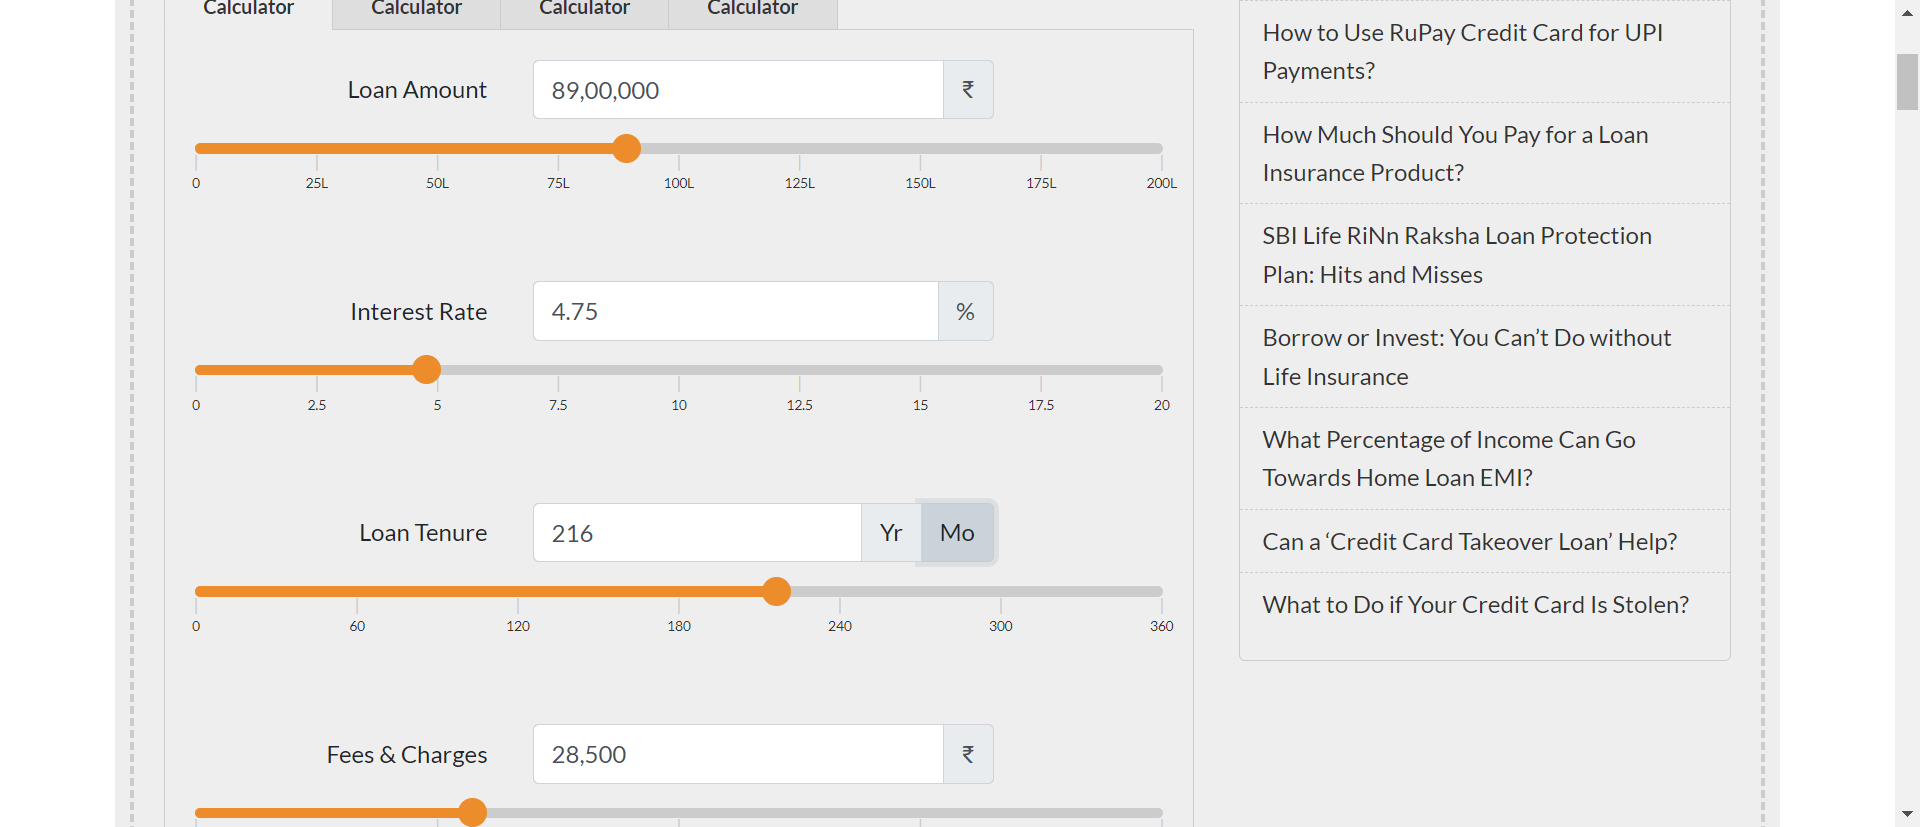 Calculator Calculator Calculator Calculator
Loan Amount 89,00,000 ₹
0 25L 50L 75L 100L 125L 150L 175L 200L
Interest Rate 4.75 %
0 2.5 5 7.5 10 12.5 15 17.5 20
Loan Tenure 216 Yr Mo
0 60 120 180 240 300 360
Fees & Charges 28,500 ₹
How to Use RuPay Credit Card for UPI
Payments?
How Much Should You Pay for a Loan
Insurance Product?
SBI Life RiNn Raksha Loan Protection
Plan: Hits and Misses
Borrow or Invest: You Can’t Do without
Life Insurance
What Percentage of Income Can Go
Towards Home Loan EMI?
Can a ‘Credit Card Takeover Loan’ Help?
What to Do if Your Credit Card Is Stolen?